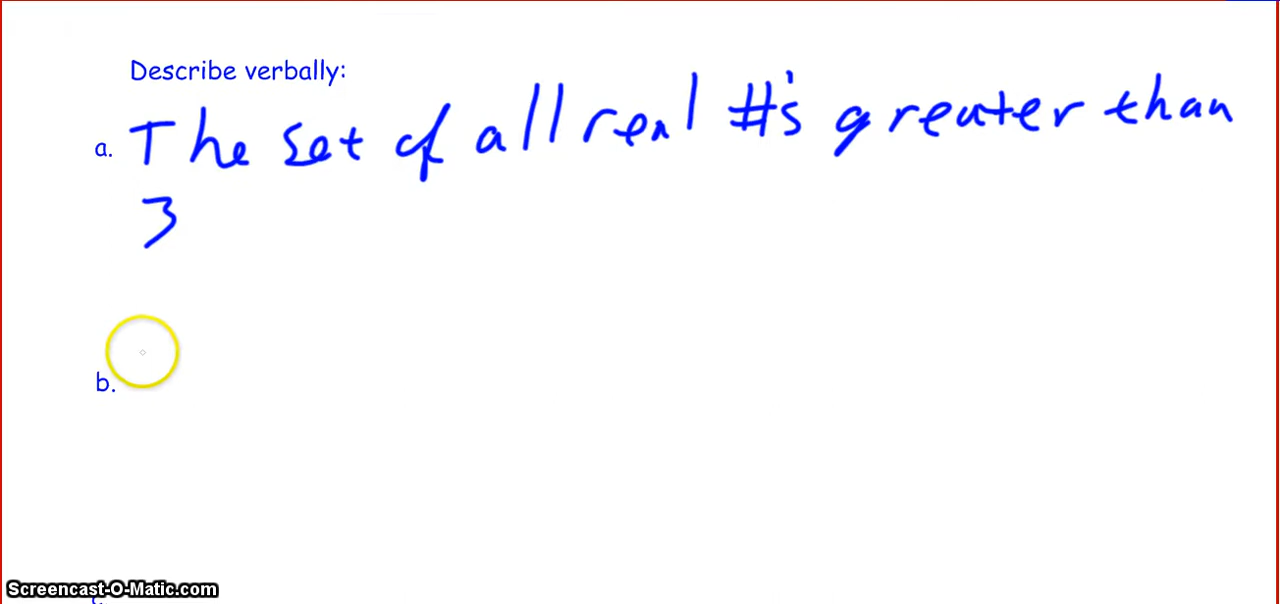 Describe verbally:
a. The set of all real #'s greater than
3
b.
Screencast-O-Matic.com